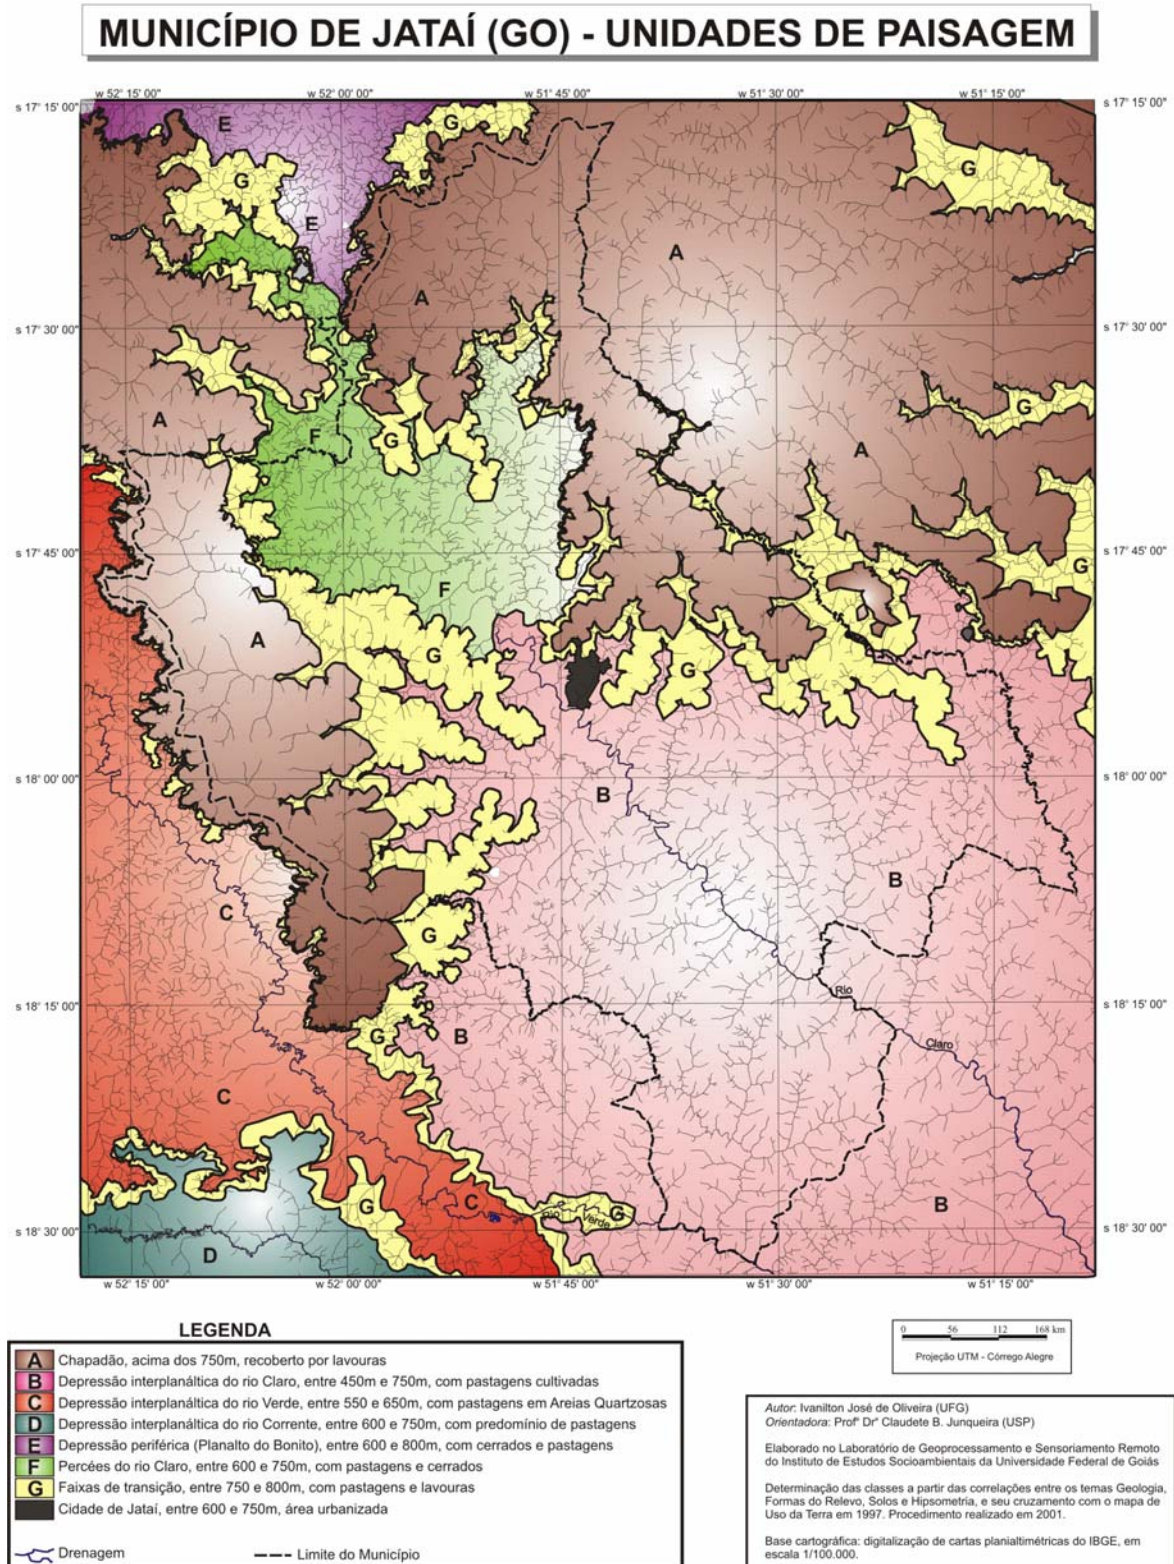 MUNICÍPIO DE JATAÍ (GO) - UNIDADES DE PAISAGEM
w 52° 15' 00" w 52° 00' 00" w 51° 45' 00" w 51° 30' 00" w 51° 15' 00"
s 17° 15' 00" s 17° 15' 00"
E G
G G
E
A
A
s 17° 30' 00" s 17° 30' 00"
G
A F G A
s 17° 45' 00" s 17° 45' 00"
G
F
A G G
s 18° 00' 00" s 18° 00' 00"
B
B
C
G
Rio
s 18° 15' 00" s 18° 15' 00"
G B
Claro
C
C G G B
Rio Verde
s 18° 30' 00" s 18° 30' 00"
D
w 52° 15' 00" w 52° 00' 00" w 51° 45' 00" w 51° 30' 00" w 51° 15' 00"
LEGENDA
A Chapadão, acima dos 750m, recoberto por lavouras
B Depressão interplanáltica do rio Claro, entre 450m e 750m, com pastagens cultivadas
C Depressão interplanáltica do rio Verde, entre 550 e 650m, com pastagens em Areias Quartzosas
D Depressão interplanáltica do rio Corrente, entre 600 e 750m, com predomínio de pastagens
E Depressão periférica (Planalto do Bonito), entre 600 e 800m, com cerrados e pastagens
F Percées do rio Claro, entre 600 e 750m, com pastagens e cerrados
G Faixas de transição, entre 750 e 800m, com pastagens e lavouras
Cidade de Jataí, entre 600 e 750m, área urbanizada
Drenagem Limite do Município
0 56 112 168 km
Projeção UTM - Córrego Alegre
Autor: Ivanilton José de Oliveira (UFG)
Orientadora: Profª Drª Claudete B. Junqueira (USP)
Elaborado no Laboratório de Geoprocessamento e Sensoriamento Remoto
do Instituto de Estudos Socioambientais da Universidade Federal de Goiás
Determinação das classes a partir das correlações entre os temas Geologia,
Formas do Relevo, Solos e Hipsometria, e seu cruzamento com o mapa de
Uso da Terra em 1997. Procedimento realizado em 2001.
Base cartográfica: digitalização de cartas planialtimétricas do IBGE, em
escala 1/100.000.